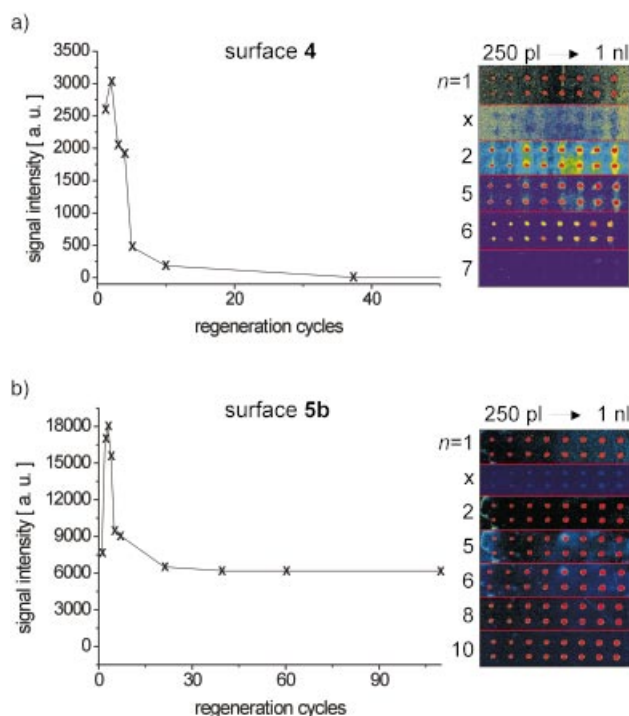 a)
surface 4
250 pl → 1 nl
3500
3000
2500
2000
1500
1000
500
0
signal intensity [ a. u. ]
0
20
40
regeneration cycles
n=1
x
2
5
6
7
b)
surface 5b
250 pl → 1 nl
18000
15000
12000
9000
6000
3000
0
signal intensity [ a. u. ]
0
30
60
90
regeneration cycles
n=1
x
2
5
6
8
10